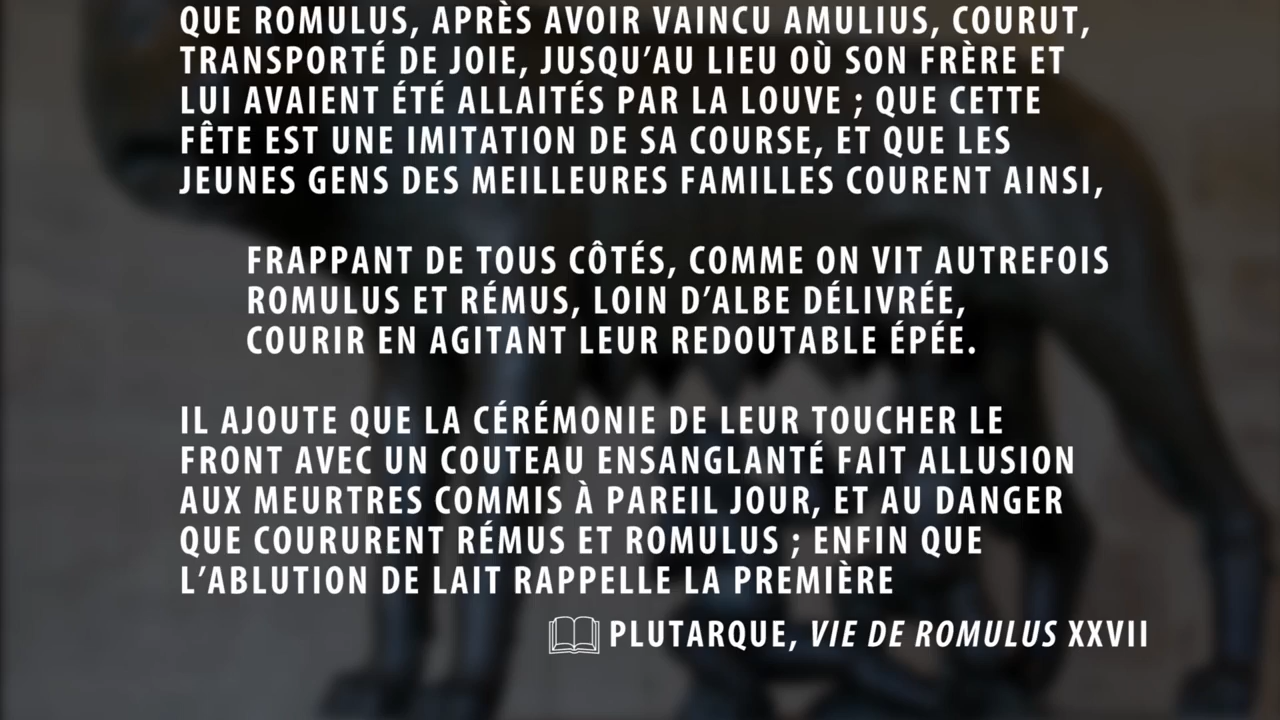 QUE ROMULUS, APRÈS AVOIR VAINCU AMULIUS, COURUT,
TRANSPORTÉ DE JOIE, JUSQU’AU LIEU OÙ SON FRÈRE ET
LUI AVAIENT ÉTÉ ALLAITÉS PAR LA LOUVE ; QUE CETTE
FÊTE EST UNE IMITATION DE SA COURSE, ET QUE LES
JEUNES GENS DES MEILLEURES FAMILLES COURENT AINSI,
FRAPPANT DE TOUS CÔTÉS, COMME ON VIT AUTREFOIS
ROMULUS ET RÉMUS, LOIN D’ALBE DÉLIVRÉE,
COURIR EN AGITANT LEUR REDOUTABLE ÉPÉE.
IL AJOUTE QUE LA CÉRÉMONIE DE LEUR TOUCHER LE
FRONT AVEC UN COUTEAU ENSANGLANTÉ FAIT ALLUSION
AUX MEURTRES COMMIS À PAREIL JOUR, ET AU DANGER
QUE COURURENT RÉMUS ET ROMULUS ; ENFIN QUE
L’ABLUTION DE LAIT RAPPELLE LA PREMIÈRE
PLUTARQUE, VIE DE ROMULUS XXVII